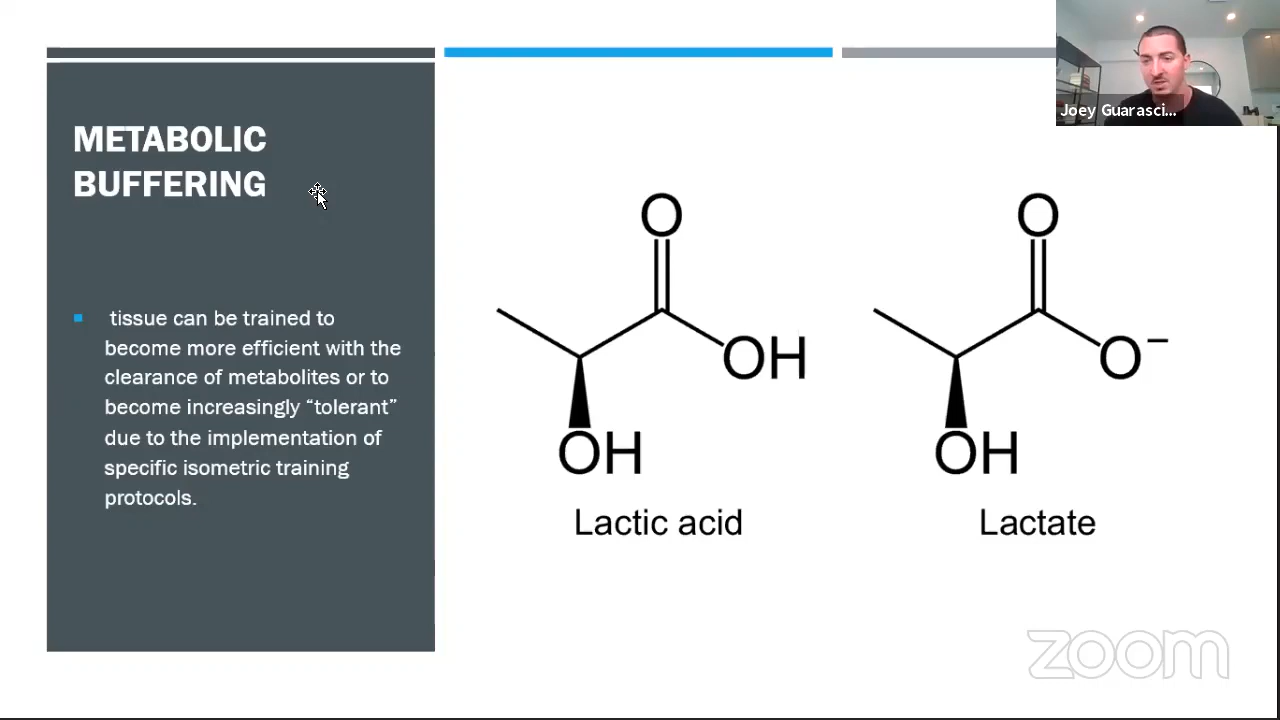 METABOLIC
BUFFERING
tissue can be trained to
become more efficient with the
clearance of metabolites or to
become increasingly “tolerant”
due to the implementation of
specific isometric training
protocols.
O
OH
OH
Lactic acid
O
O−
OH
Lactate
Joey Guarasci...
zoom